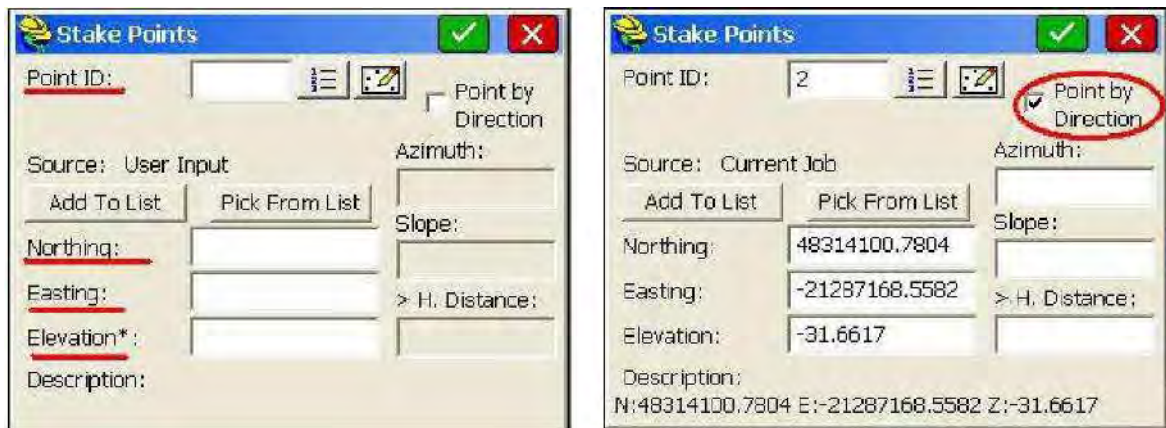 Stake Points
Point ID:
Point by
Direction
Azimuth:
Source: User Input
Add To List
Pick From List
Slope:
Northing:
Easting:
> H. Distance:
Elevation*:
Description:
Stake Points
Point ID:
2
Point by
Direction
Azimuth:
Source: Current Job
Add To List
Pick From List
Slope:
Northing:
48314100.7804
Easting:
-21287168.5582
> H. Distance:
Elevation:
-31.6617
Description:
N:48314100.7804 E:-21287168.5582 Z:-31.6617